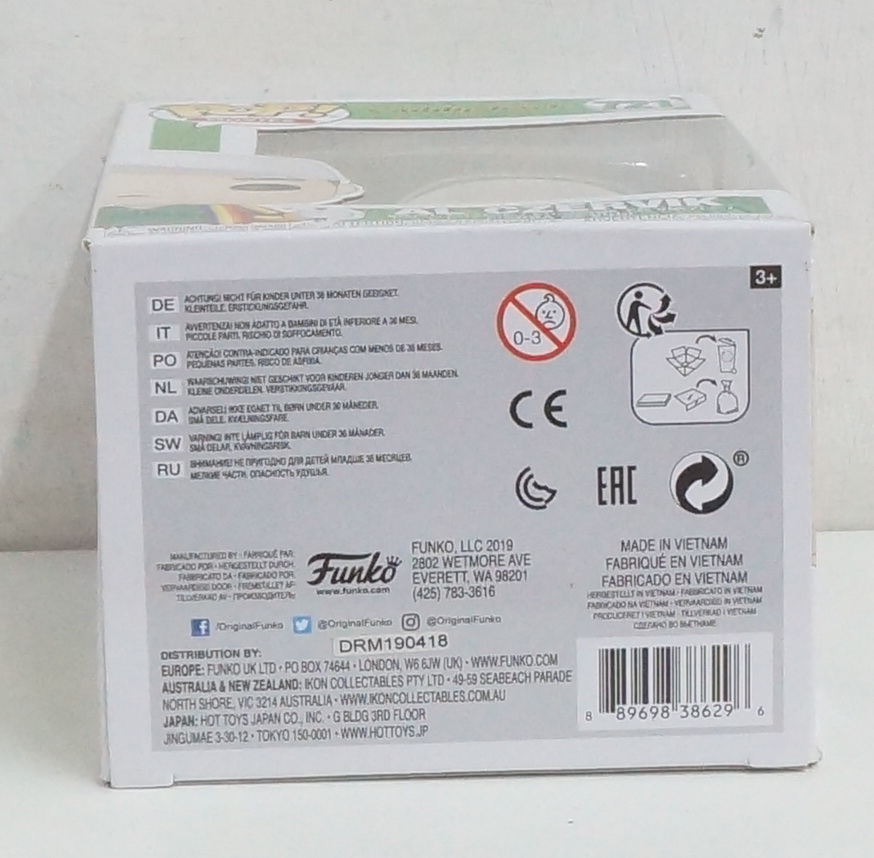 POP!
721
AL CZERVIK
3+
DE ACHTUNG! NICHT FÜR KINDER UNTER 36 MONATEN GEEIGNET.
KLEINTEILE. ERSTICKUNGSGEFAHR.
IT AVVERTENZA! NON ADATTO A BAMBINI DI ETÀ INFERIORE A 36 MESI.
PICCOLE PARTI. RISCHIO DI SOFFOCAMENTO.
PO ATENÇÃO! CONTRA-INDICADO PARA CRIANÇAS COM MENOS DE 36 MESES.
PEQUENAS PARTES. RISCO DE ASFIXIA.
NL WAARSCHUWING! NIET GESCHIKT VOOR KINDEREN JONGER DAN 36 MAANDEN.
KLEINE ONDERDELEN. VERSTIKKINGSGEVAAR.
DA ADVARSEL! IKKE EGNET TIL BØRN UNDER 36 MÅNEDER.
SMÅ DELE. KVÆLNINGSFARE.
SW VARNING! INTE LÄMPLIG FÖR BARN UNDER 36 MÅNADER.
SMÅ DELAR. KVÄVNINGSRISK.
RU ВНИМАНИЕ! НЕ ПРИГОДНО ДЛЯ ДЕТЕЙ МЛАДШЕ 36 МЕСЯЦЕВ.
МЕЛКИЕ ЧАСТИ. ОПАСНОСТЬ УДУШЬЯ.
0-3
CE
EAC
®
MANUFACTURED BY • FABRIQUÉ PAR
FABRICADO POR • HERGESTELLT DURCH
FABBRICATO DA • FABRICADO POR
VERVAARDIGD DOOR • FREMSTILLET AF
TILLVERKAD AV • ПРОИЗВОДИТЕЛЬ:
Funko
www.funko.com
FUNKO, LLC 2019
2802 WETMORE AVE
EVERETT, WA 98201
(425) 783-3616
MADE IN VIETNAM
FABRIQUÉ EN VIETNAM
FABRICADO EN VIETNAM
HERGESTELLT IN VIETNAM • FABBRICATO IN VIETNAM
FABRICADO NA VIETNAM • VERVAARDIGD IN VIETNAM
PRODUCERET I VIETNAM • TILLVERKAD I VIETNAM
СДЕЛАНО ВО ВЬЕТНАМЕ
/OriginalFunko @OriginalFunko @OriginalFunko
DRM190418
DISTRIBUTION BY:
EUROPE: FUNKO UK LTD • PO BOX 74644 • LONDON, W6 6JW (UK) • WWW.FUNKO.COM
AUSTRALIA & NEW ZEALAND: IKON COLLECTABLES PTY LTD • 49-59 SEABEACH PARADE
NORTH SHORE, VIC 3214 AUSTRALIA • WWW.IKONCOLLECTABLES.COM.AU
JAPAN: HOT TOYS JAPAN CO., INC. • G BLDG 3RD FLOOR
JINGUMAE 3-30-12 • TOKYO 150-0001 • WWW.HOTTOYS.JP
8 89698 38629 6